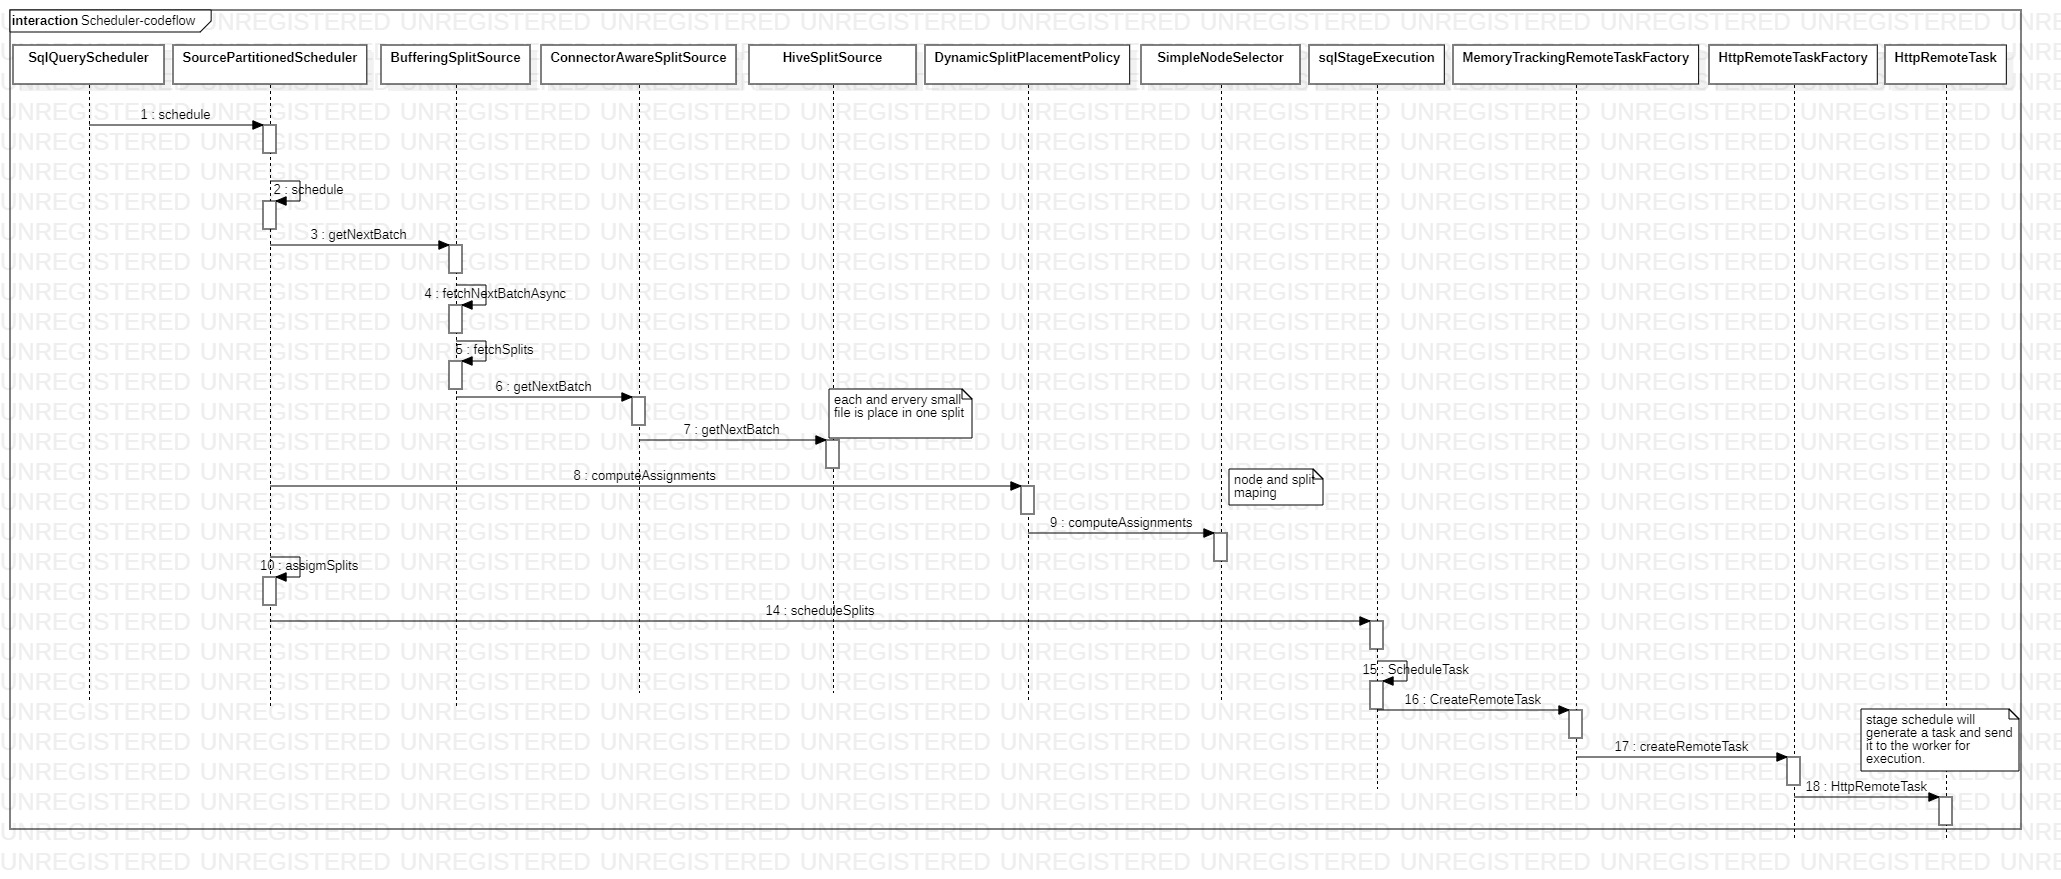 interaction Scheduler-codeflow
SqlQueryScheduler
SourcePartitionedScheduler
BufferingSplitSource
ConnectorAwareSplitSource
HiveSplitSource
DynamicSplitPlacementPolicy
SimpleNodeSelector
sqlStageExecution
MemoryTrackingRemoteTaskFactory
HttpRemoteTaskFactory
HttpRemoteTask
1 : schedule
2 : schedule
3 : getNextBatch
4 : fetchNextBatchAsync
5 : fetchSplits
6 : getNextBatch
each and ervery small
file is place in one split
7 : getNextBatch
8 : computeAssignments
node and split
maping
9 : computeAssignments
10 : assigmSplits
14 : scheduleSplits
15 : ScheduleTask
16 : CreateRemoteTask
stage schedule will
generate a task and send
it to the worker for
execution.
17 : createRemoteTask
18 : HttpRemoteTask
UNREGISTERED